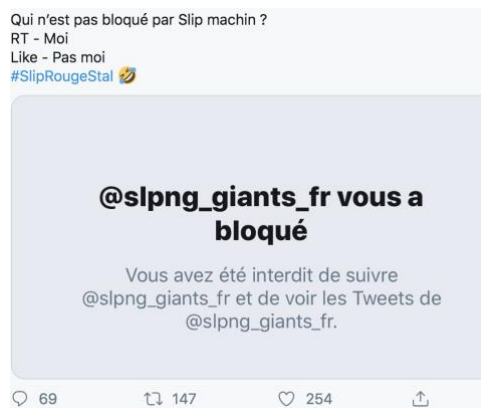 Qui n’est pas bloqué par Slip machin ?
RT - Moi
Like - Pas moi
#SlipRougeStal 🤣
@slpng_giants_fr vous a
bloqué
Vous avez été interdit de suivre
@slpng_giants_fr et de voir les Tweets de
@slpng_giants_fr.
69 147 254